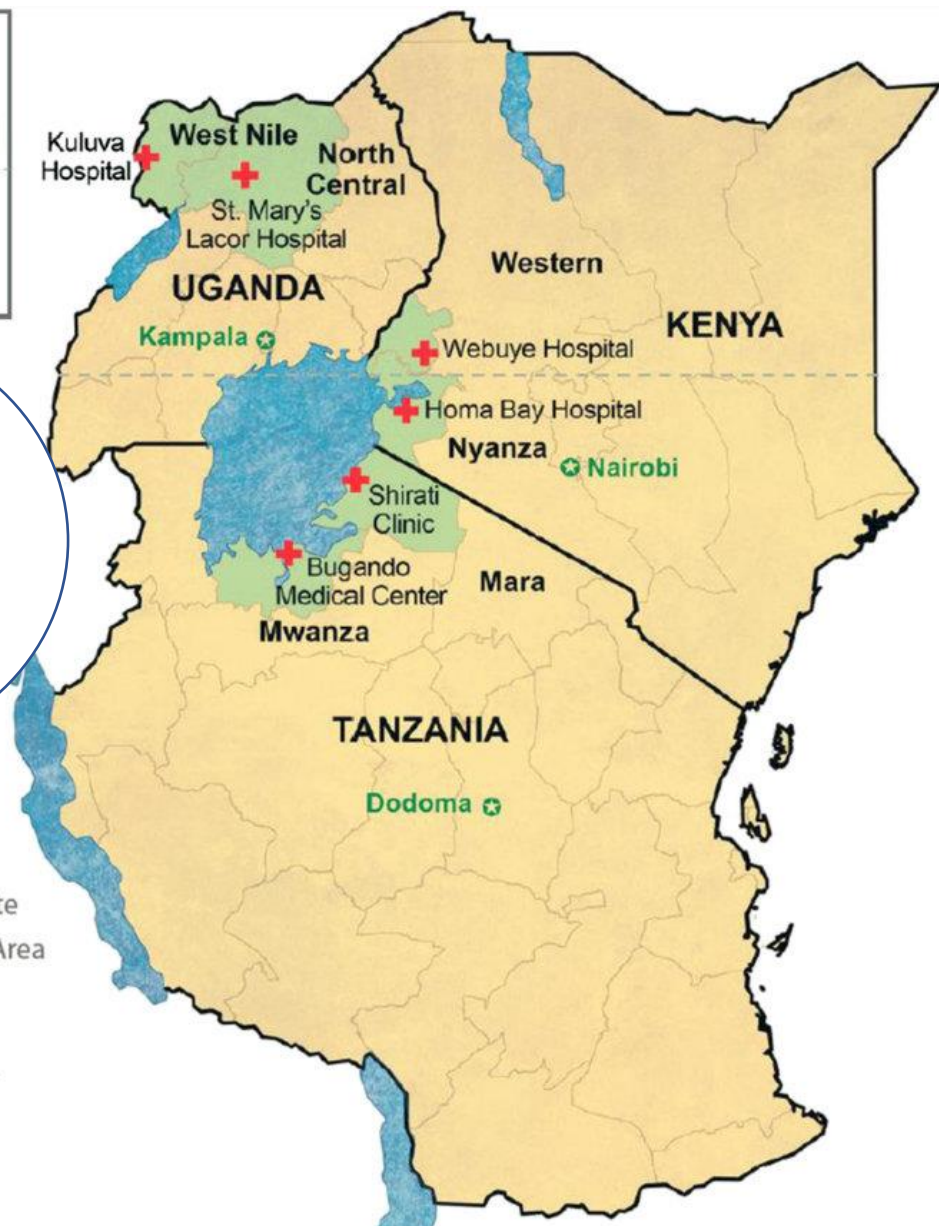 Kuluva
Hospital
West Nile
North
Central
St. Mary's
Lacor Hospital
UGANDA
Kampala
Western
KENYA
Webuye Hospital
Homa Bay Hospital
Nyanza
Nairobi
Shirati
Clinic
Bugando
Medical Center
Mara
Mwanza
TANZANIA
Dodoma
Area